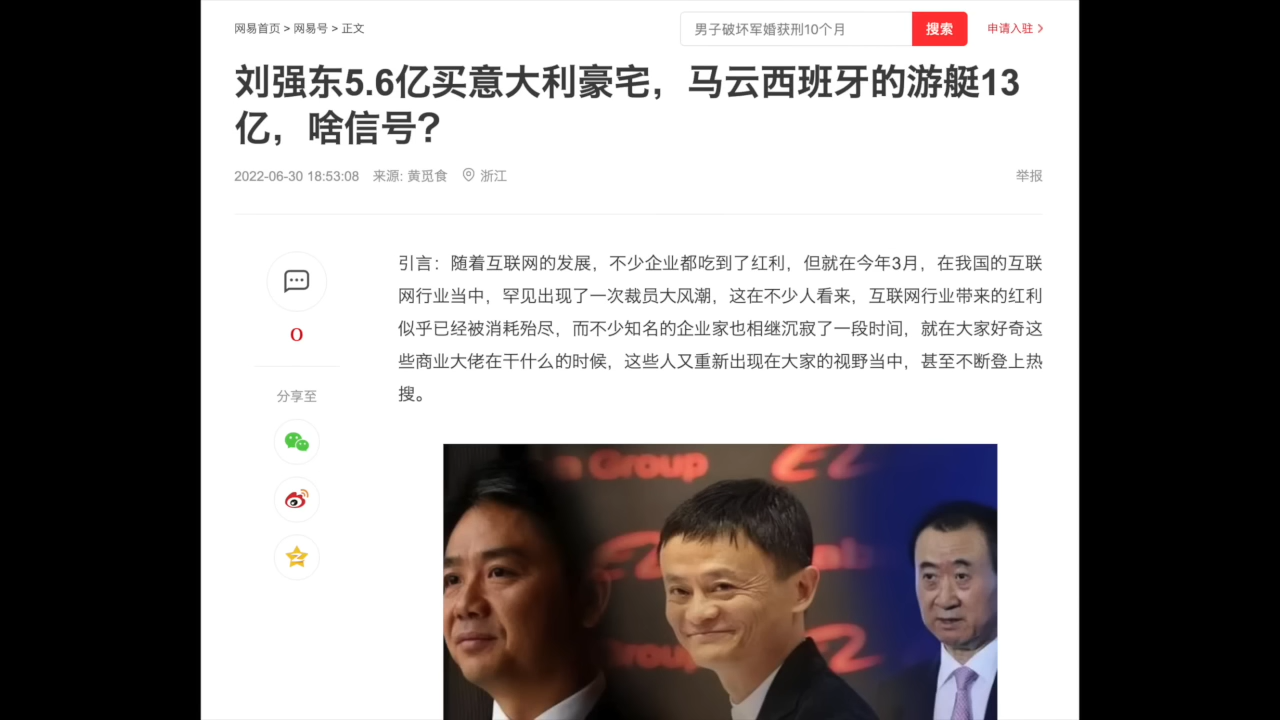 网易首页 > 网易号 > 正文
男子破坏军婚获刑10个月
搜索
申请入驻
刘强东5.6亿买意大利豪宅，马云西班牙的游艇13
亿，啥信号？
2022-06-30 18:53:08 来源: 黄觅食 浙江
举报
引言：随着互联网的发展，不少企业都吃到了红利，但就在今年3月，在我国的互联
网行业当中，罕见出现了一次裁员大风潮，这在不少人看来，互联网行业带来的红利
似乎已经被消耗殆尽，而不少知名的企业家也相继沉寂了一段时间，就在大家好奇这
些商业大佬在干什么的时候，这些人又重新出现在大家的视野当中，甚至不断登上热
搜。
0
分享至
Group
Group